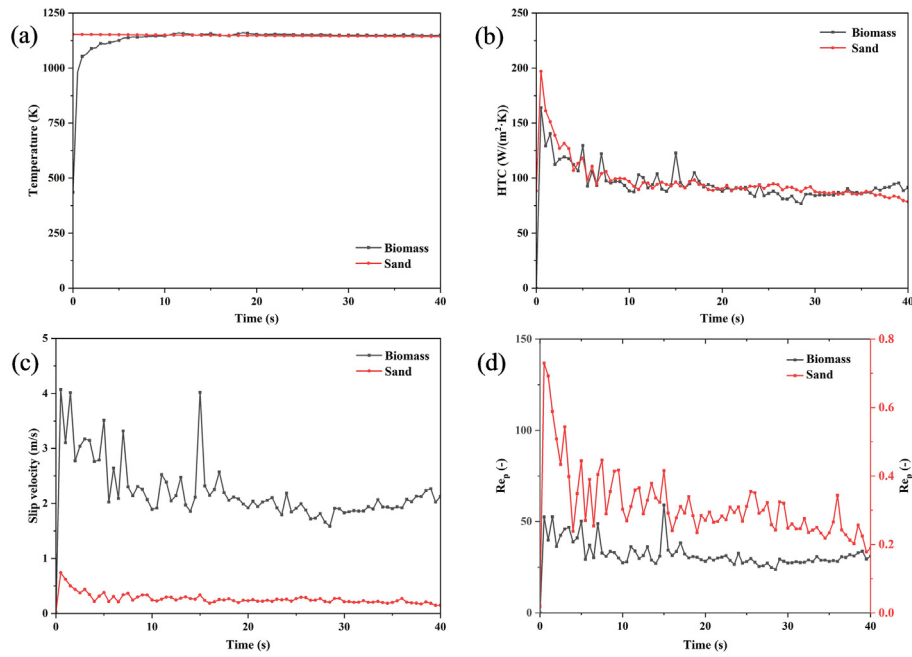 (a)
1250
1000
750
500
250
0
Temperature (K)
Biomass
Sand
0 10 20 30 40
Time (s)
(b)
250
200
150
100
50
0
HTC (W/(m²·K))
Biomass
Sand
0 10 20 30 40
Time (s)
(c)
5
4
3
2
1
0
Slip velocity (m/s)
Biomass
Sand
0 10 20 30 40
Time (s)
(d)
150
100
50
0
Reₚ (-)
Biomass
Sand
0.8
0.6
0.4
0.2
0.0
Reₚ (-)
0 10 20 30 40
Time (s)